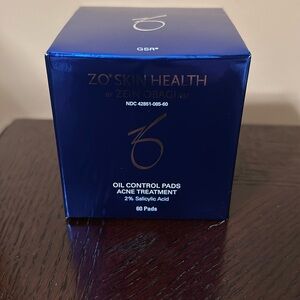 GSR®
ZO® SKIN HEALTH
BY ZEIN OBAGI MD
NDC 42851-085-60
OIL CONTROL PADS
ACNE TREATMENT
2% Salicylic Acid
60 Pads